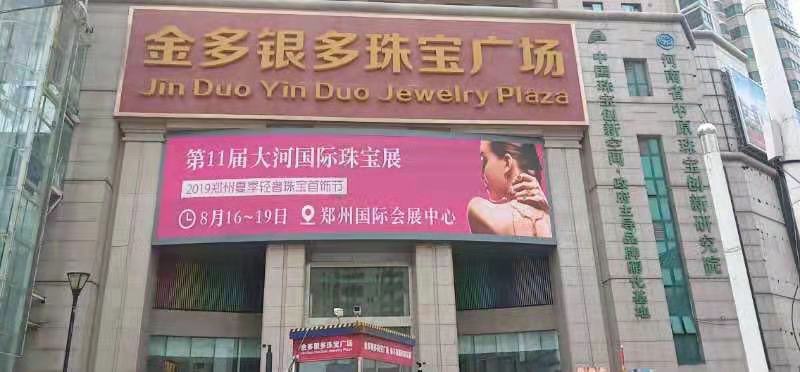 金多银多珠宝广场
Jin Duo Yin Duo Jewelry Plaza
第11届大河国际珠宝展
2019郑州夏季轻奢珠宝首饰节
8月16~19日 郑州国际会展中心
中国珠宝创新空间·政府主导品牌孵化基地
河南省中原珠宝创新研究院
金多银多珠宝广场